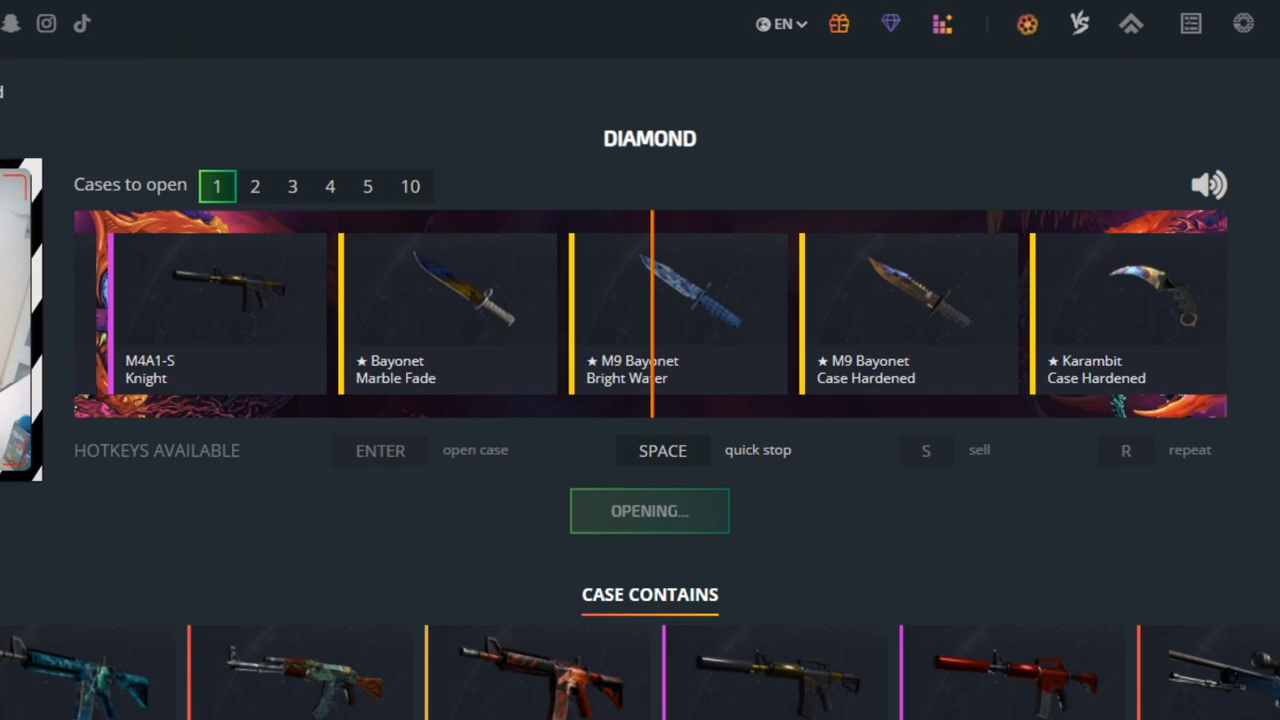 EN
VS
d
DIAMOND
Cases to open 1 2 3 4 5 10
M4A1-S
Knight
★ Bayonet
Marble Fade
★ M9 Bayonet
Bright Water
★ M9 Bayonet
Case Hardened
★ Karambit
Case Hardened
HOTKEYS AVAILABLE ENTER open case SPACE quick stop S sell R repeat
OPENING...
CASE CONTAINS